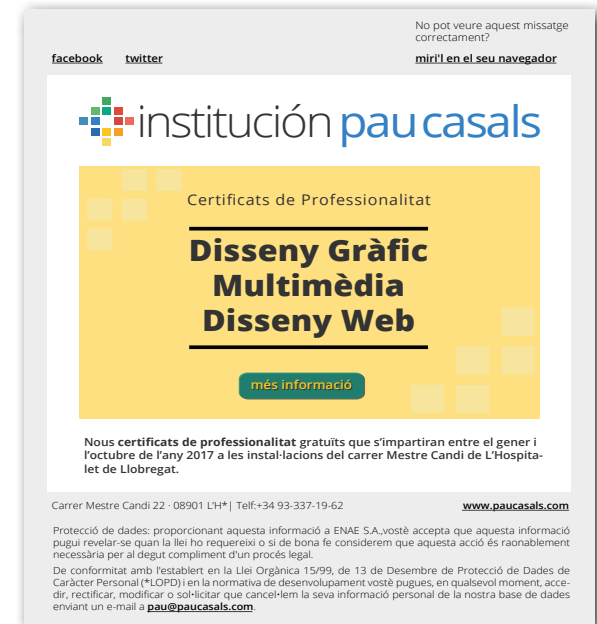 No pot veure aquest missatge
correctament?
facebook twitter miri'l en el seu navegador
institución pau casals
Certificats de Professionalitat
Disseny Gràfic
Multimèdia
Disseny Web
més informació
Nous certificats de professionalitat gratuïts que s'impartiran entre el gener i
l'octubre de l'any 2017 a les instal·lacions del carrer Mestre Candi de L'Hospita-
let de Llobregat.
Carrer Mestre Candi 22 · 08901 L'H*| Telf:+34 93-337-19-62 www.paucasals.com
Protecció de dades: proporcionant aquesta informació a ENAE S.A.,vostè accepta que aquesta informació
pugui revelar-se quan la llei ho requereixi o si de bona fe considerem que aquesta acció és raonablement
necessària per al degut compliment d'un procés legal.
De conformitat amb l'establert en la Llei Orgànica 15/99, de 13 de Desembre de Protecció de Dades de
Caràcter Personal (*LOPD) i en la normativa de desenvolupament vostè pugues, en qualsevol moment, acce-
dir, rectificar, modificar o sol•licitar que cancel•lem la seva informació personal de la nostra base de dades
enviant un e-mail a pau@paucasals.com.